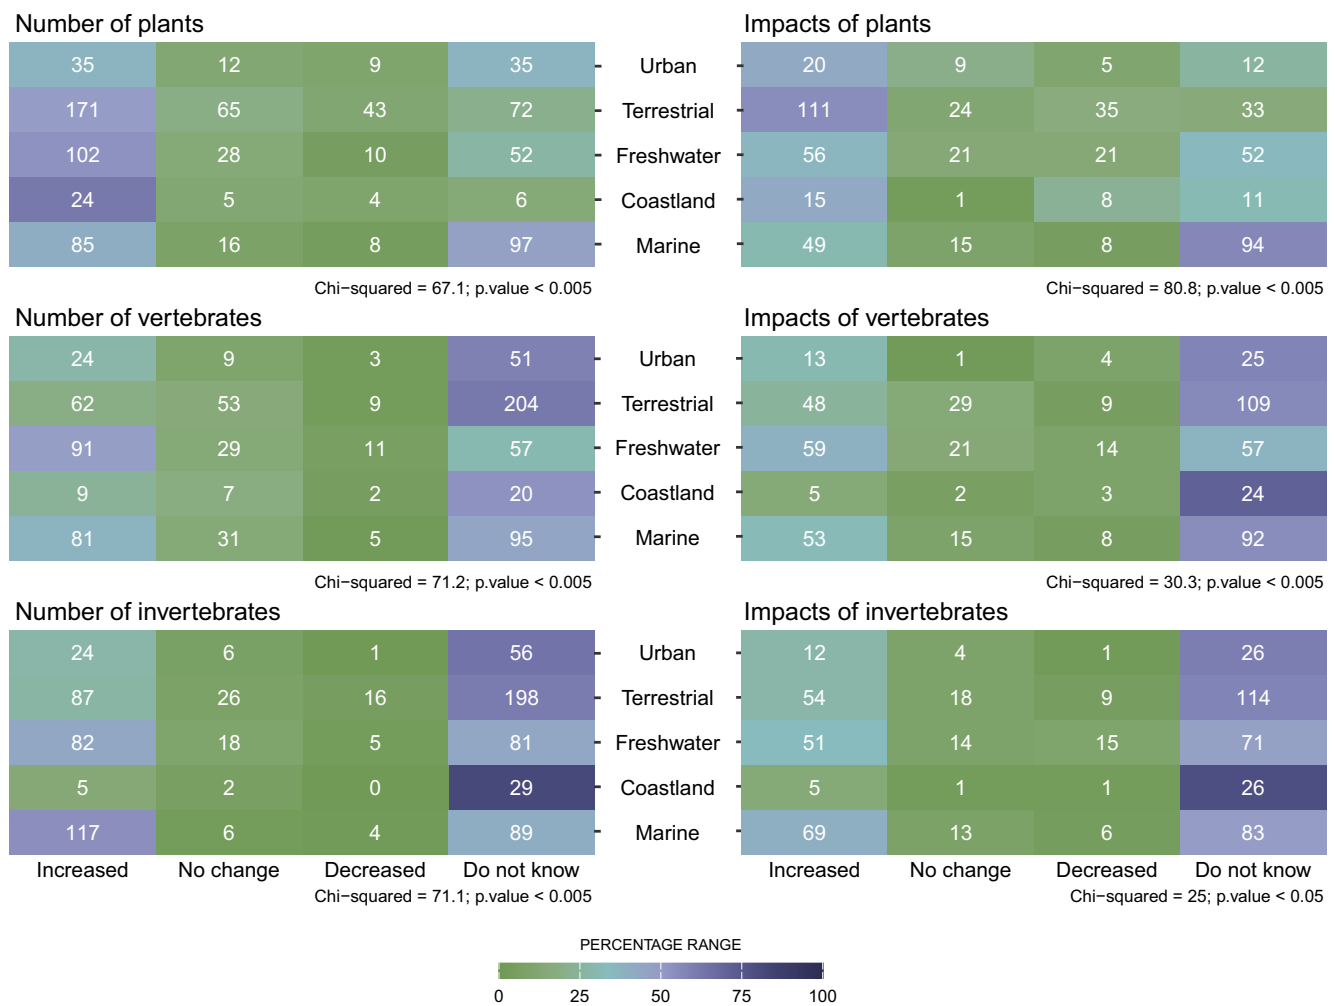 Number of plants Impacts of plants
35 12 9 35 Urban 20 9 5 12
171 65 43 72 Terrestrial 111 24 35 33
102 28 10 52 Freshwater 56 21 21 52
24 5 4 6 Coastland 15 1 8 11
85 16 8 97 Marine 49 15 8 94
Chi−squared = 67.1; p.value < 0.005 Chi−squared = 80.8; p.value < 0.005
Number of vertebrates Impacts of vertebrates
24 9 3 51 Urban 13 1 4 25
62 53 9 204 Terrestrial 48 29 9 109
91 29 11 57 Freshwater 59 21 14 57
9 7 2 20 Coastland 5 2 3 24
81 31 5 95 Marine 53 15 8 92
Chi−squared = 71.2; p.value < 0.005 Chi−squared = 30.3; p.value < 0.005
Number of invertebrates Impacts of invertebrates
24 6 1 56 Urban 12 4 1 26
87 26 16 198 Terrestrial 54 18 9 114
82 18 5 81 Freshwater 51 14 15 71
5 2 0 29 Coastland 5 1 1 26
117 6 4 89 Marine 69 13 6 83
Increased No change Decreased Do not know Increased No change Decreased Do not know
Chi−squared = 71.1; p.value < 0.005 Chi−squared = 25; p.value < 0.05
PERCENTAGE RANGE
0 25 50 75 100